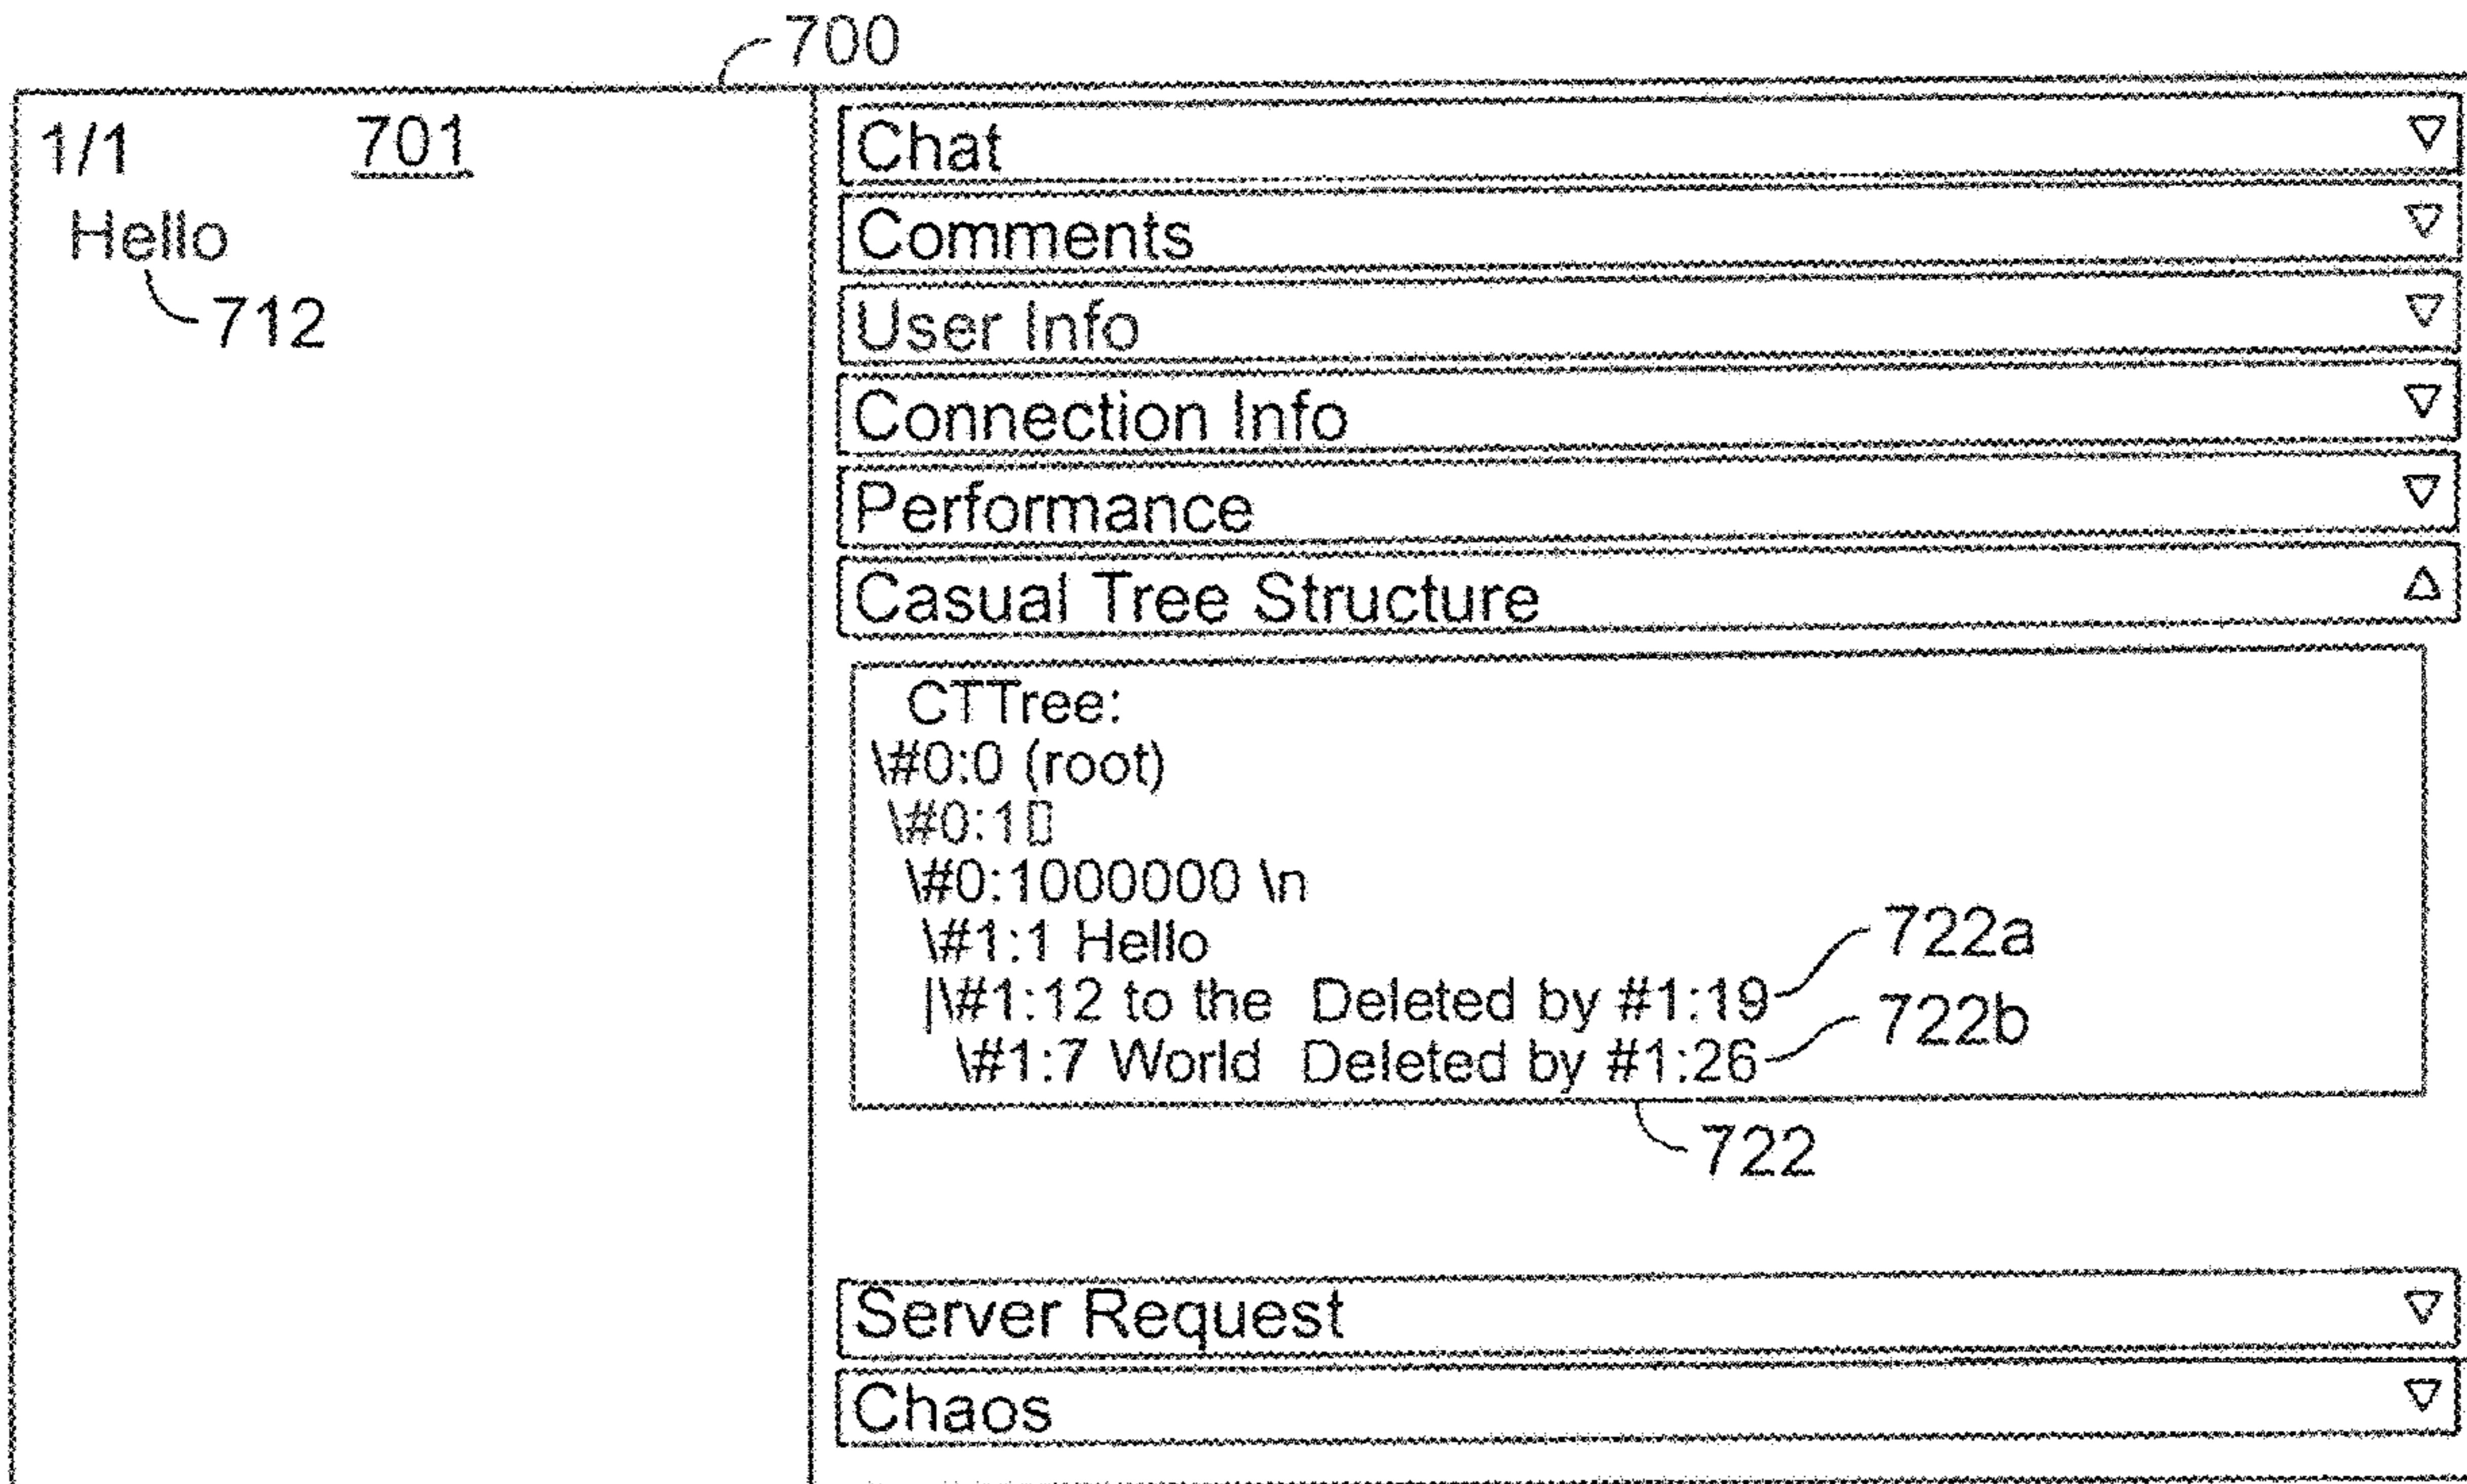 700
1/1 701
Hello
712
Chat
Comments
User Info
Connection Info
Performance
Casual Tree Structure
CTTree:
\#0:0 (root)
\#0:1▯
\#0:1000000 \n
\#1:1 Hello
|\#1:12 to the  Deleted by #1:19
722a
\#1:7 World  Deleted by #1:26
722b
722
Server Request
Chaos